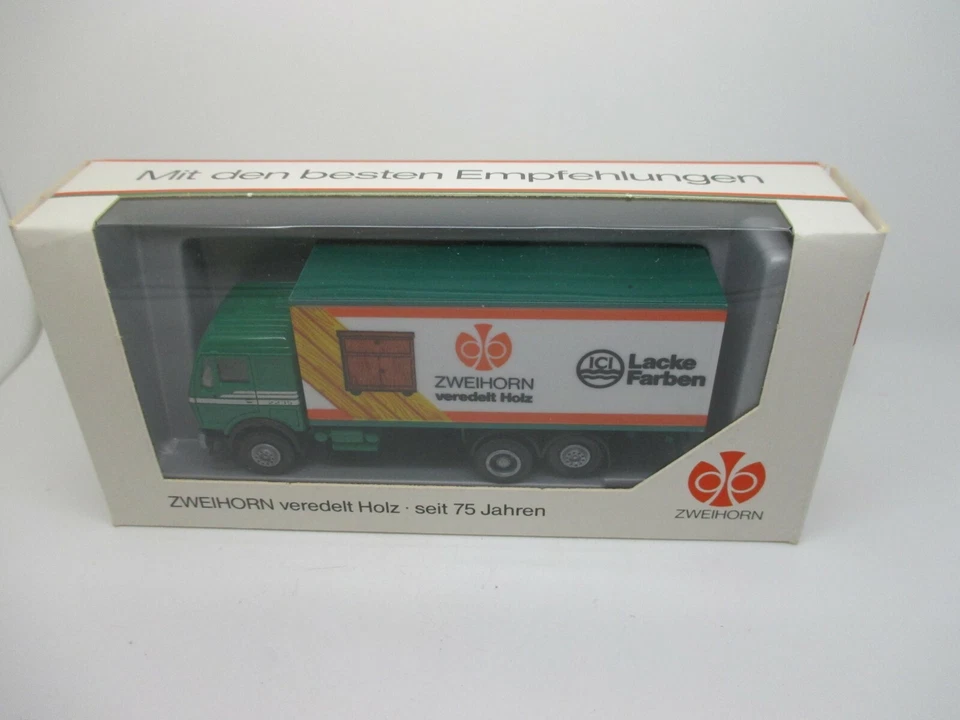 Mit den besten Empfehlungen
ZWEIHORN
veredelt Holz
ICI
Lacke
Farben
ZWEIHORN veredelt Holz · seit 75 Jahren
ZWEIHORN